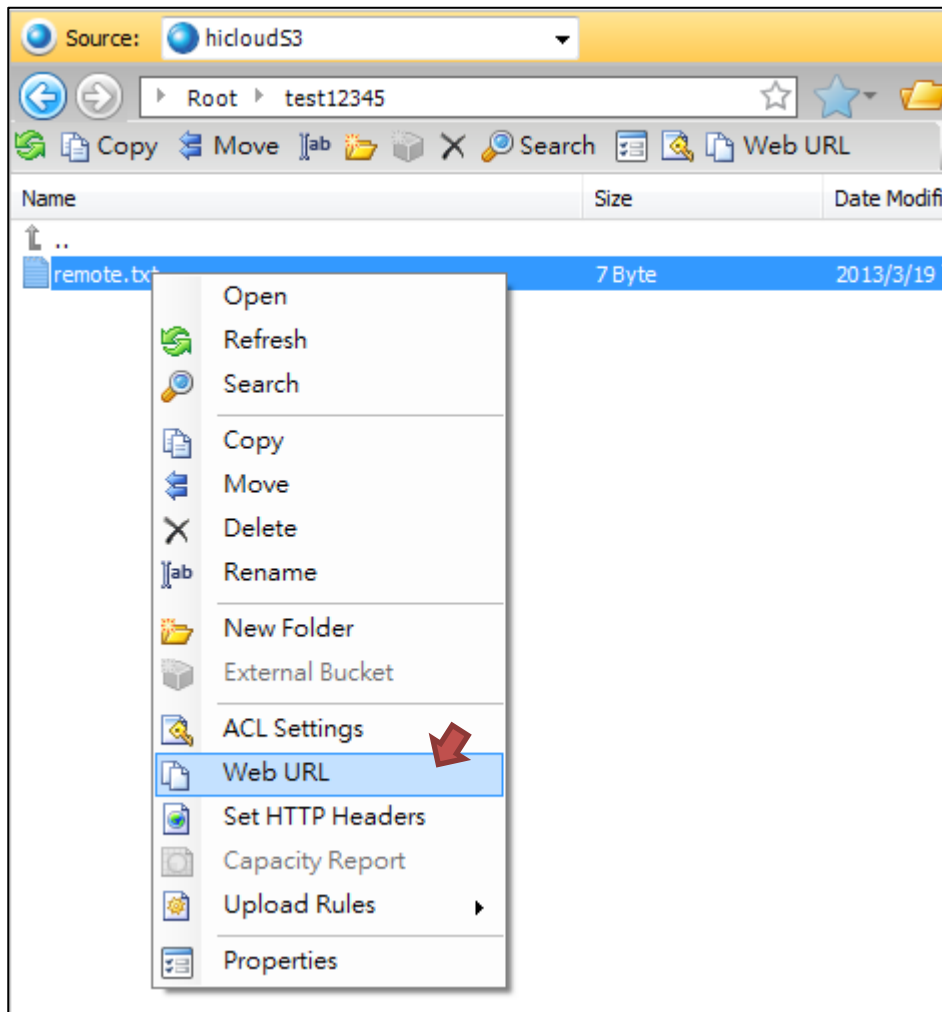 Source: hicloudS3
Root test12345
Copy Move ab Search Web URL
Name Size Date Modifi
..
remote.txt 7 Byte 2013/3/19
Open
Refresh
Search
Copy
Move
Delete
ab Rename
New Folder
External Bucket
ACL Settings
Web URL
Set HTTP Headers
Capacity Report
Upload Rules
Properties